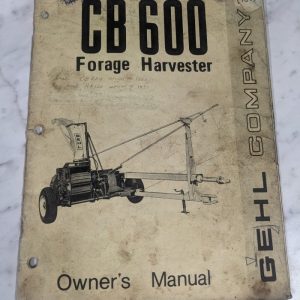 CB 600
Forage Harvester
GEHL COMPANY
Owner's Manual